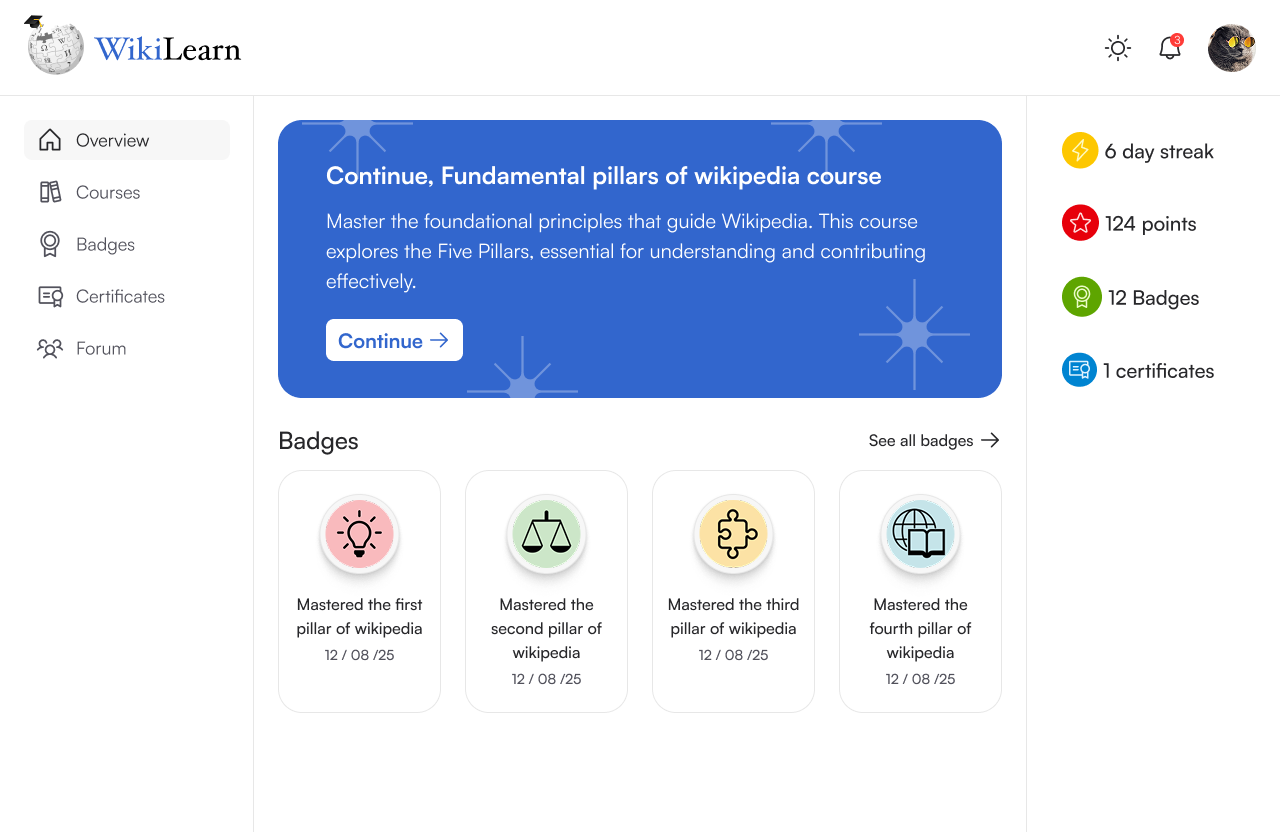 WikiLearn
3
Overview
Courses
Badges
Certificates
Forum
Continue, Fundamental pillars of wikipedia course
Master the foundational principles that guide Wikipedia. This course
explores the Five Pillars, essential for understanding and contributing
effectively.
Continue
Badges
See all badges
Mastered the first
pillar of wikipedia
12 / 08 /25
Mastered the
second pillar of
wikipedia
12 / 08 /25
Mastered the third
pillar of wikipedia
12 / 08 /25
Mastered the
fourth pillar of
wikipedia
12 / 08 /25
6 day streak
124 points
12 Badges
1 certificates